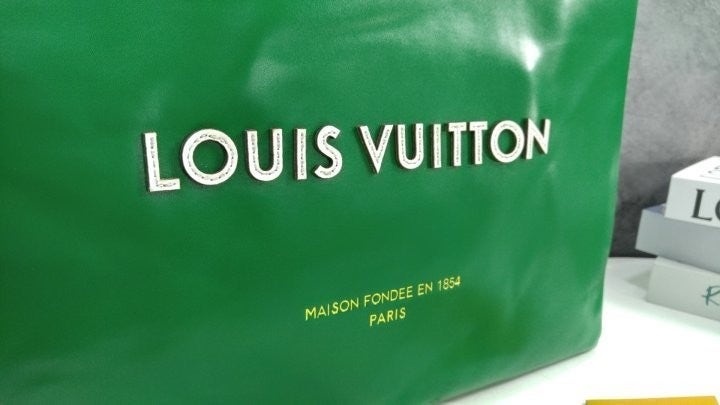 LOUIS VUITTON
MAISON FONDEE EN 1854
PARIS